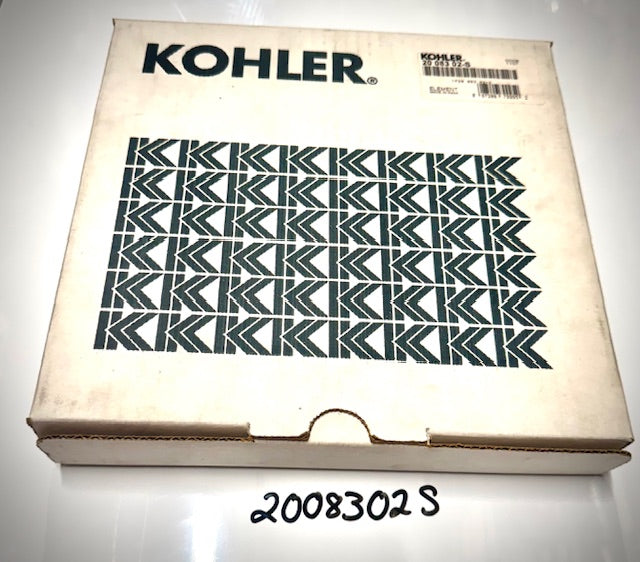 KOHLER®
KOHLER.
20 083 02-S
ELEMENT
2008302S